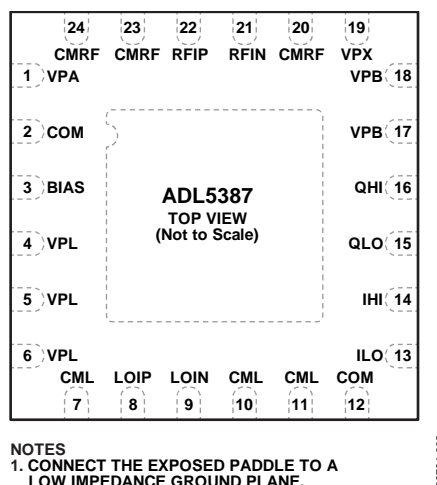 24 23 22 21 20 19
CMRF CMRF RFIP RFIN CMRF VPX
1 VPA VPB 18
2 COM VPB 17
3 BIAS QHI 16
ADL5387
TOP VIEW
(Not to Scale)
4 VPL QLO 15
5 VPL IHI 14
6 VPL ILO 13
CML LOIP LOIN CML CML COM
7 8 9 10 11 12
NOTES
1. CONNECT THE EXPOSED PADDLE TO A
LOW IMPEDANCE GROUND PLANE.